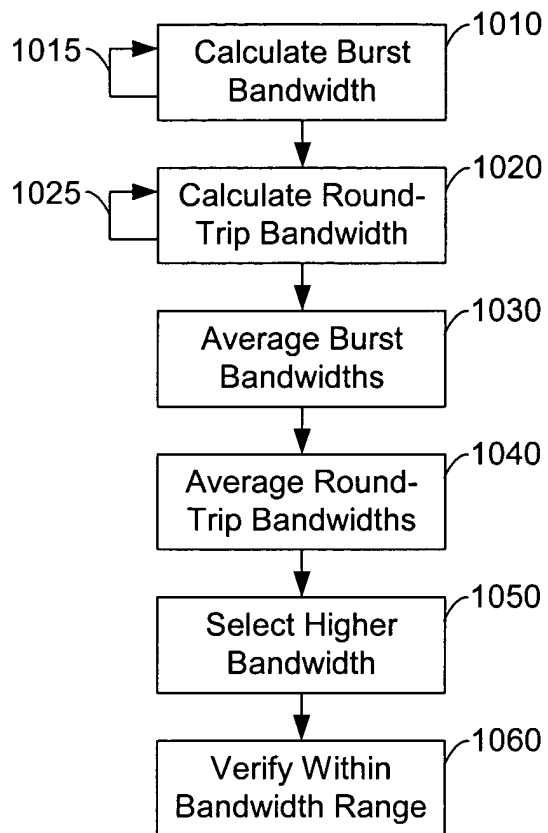 1010
1015
Calculate Burst
Bandwidth
1020
1025
Calculate Round-
Trip Bandwidth
1030
Average Burst
Bandwidths
1040
Average Round-
Trip Bandwidths
1050
Select Higher
Bandwidth
1060
Verify Within
Bandwidth Range